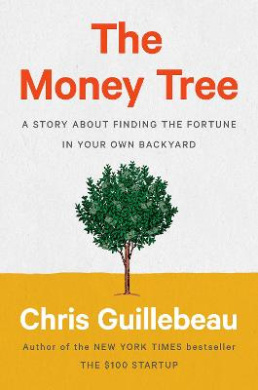 The
Money Tree
A STORY ABOUT FINDING THE FORTUNE
IN YOUR OWN BACKYARD
Chris Guillebeau
Author of the NEW YORK TIMES bestseller
THE $100 STARTUP